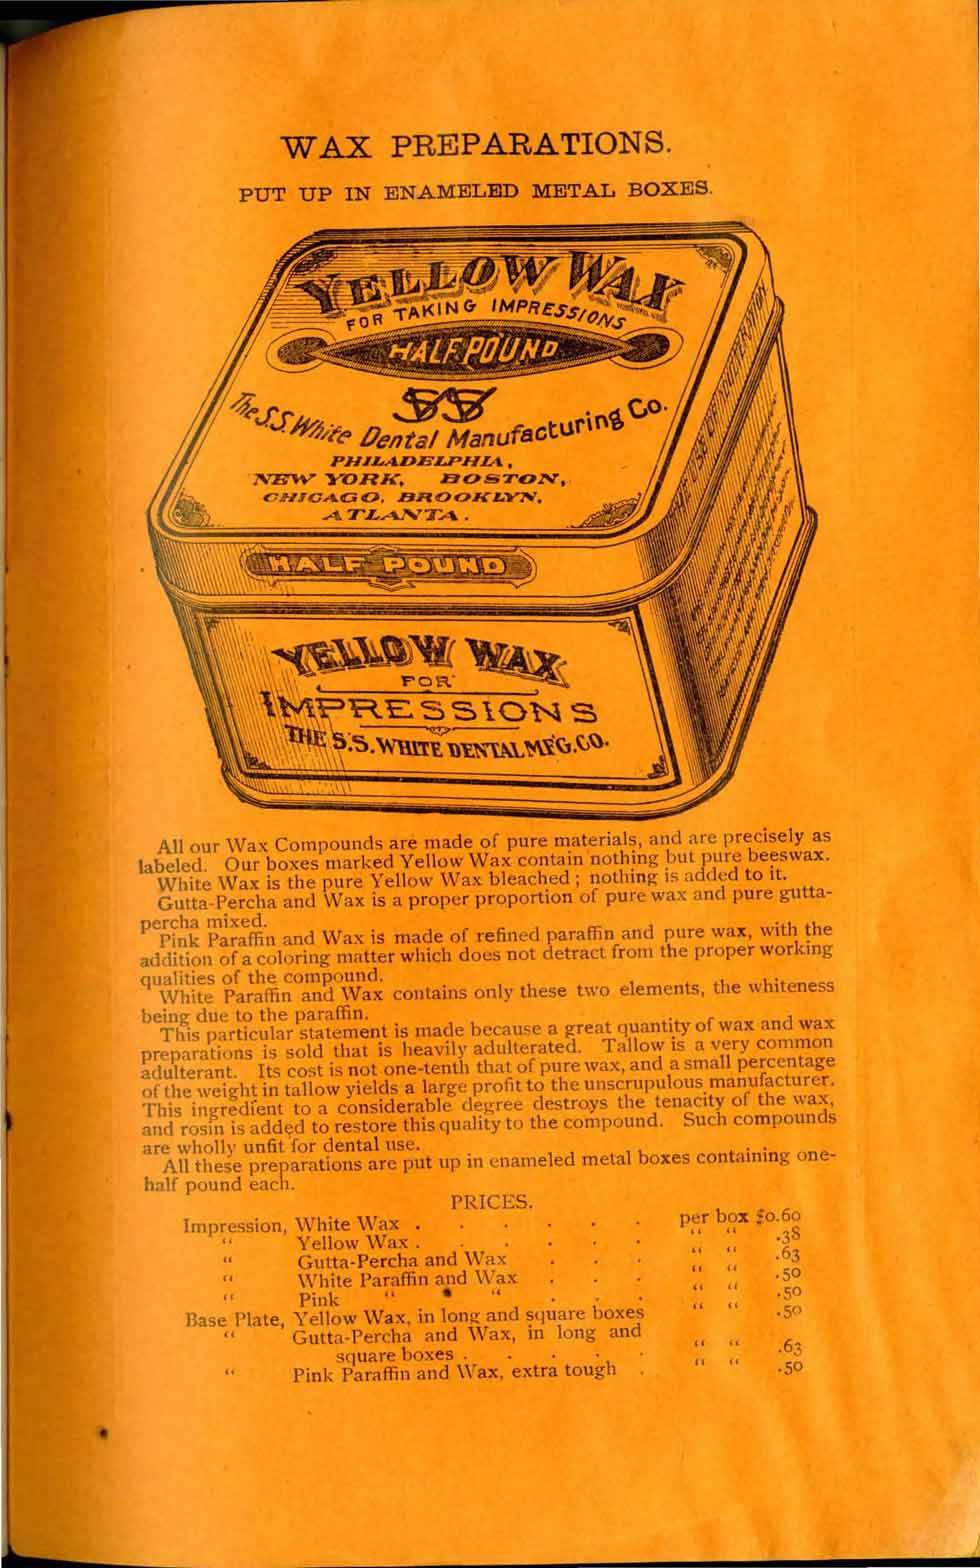 WAX PREPARATIONS.
PUT UP IN ENAMELED METAL BOXES.
YELLOW WAX
FOR TAKING IMPRESSIONS
HALF POUND
SSW
The S.S. White Dental Manufacturing Co.
PHILADELPHIA,
NEW YORK, BOSTON,
CHICAGO, BROOKLYN,
ATLANTA.
HALF POUND
YELLOW WAX
FOR
IMPRESSIONS
THE S.S. WHITE DENTAL MFG. CO.
All our Wax Compounds are made of pure materials, and are precisely as
labeled. Our boxes marked Yellow Wax contain nothing but pure beeswax.
White Wax is the pure Yellow Wax bleached ; nothing is added to it.
Gutta-Percha and Wax is a proper proportion of pure wax and pure gutta-
percha mixed.
Pink Paraffin and Wax is made of refined paraffin and pure wax, with the
addition of a coloring matter which does not detract from the proper working
qualities of the compound.
White Paraffin and Wax contains only these two elements, the whiteness
being due to the paraffin.
This particular statement is made because a great quantity of wax and wax
preparations is sold that is heavily adulterated. Tallow is a very common
adulterant. Its cost is not one-tenth that of pure wax, and a small percentage
of the weight in tallow yields a large profit to the unscrupulous manufacturer.
This ingredient to a considerable degree destroys the tenacity of the wax,
and rosin is added to restore this quality to the compound. Such compounds
are wholly unfit for dental use.
All these preparations are put up in enameled metal boxes containing one-
half pound each.
PRICES.
Impression, White Wax . . . . . . per box $0.60
" Yellow Wax . . . . . . " " .38
" Gutta-Percha and Wax . . . " " .63
" White Paraffin and Wax . . . " " .50
" Pink " " . . . " " .50
Base Plate, Yellow Wax, in long and square boxes " " .50
" Gutta-Percha and Wax, in long and
square boxes . . . . . " " .63
" Pink Paraffin and Wax, extra tough . " " .50